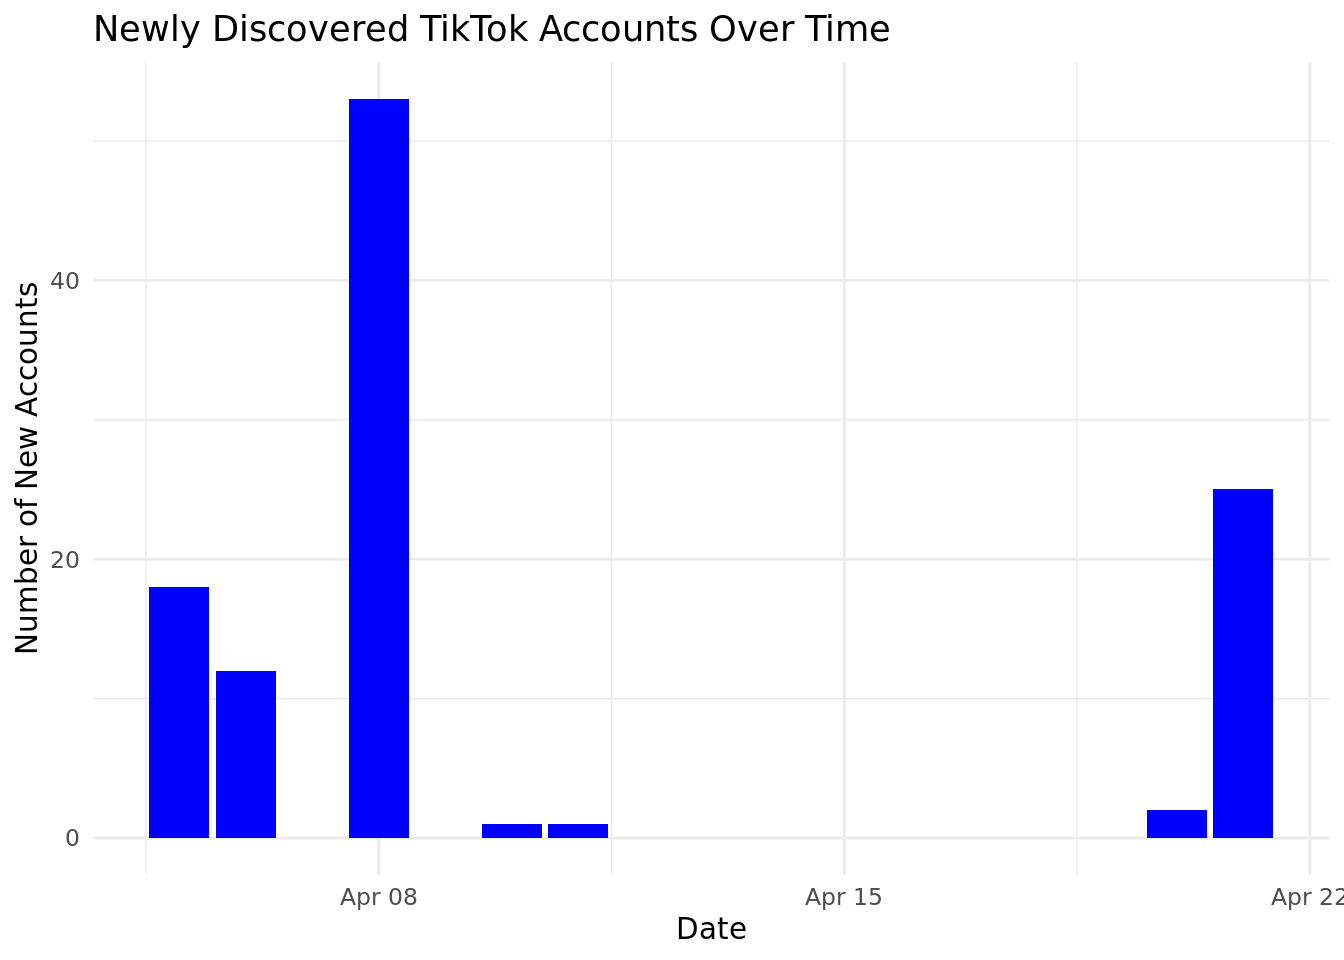 Newly Discovered TikTok Accounts Over Time
Number of New Accounts
40
20
0
Apr 08
Apr 15
Apr 22
Date